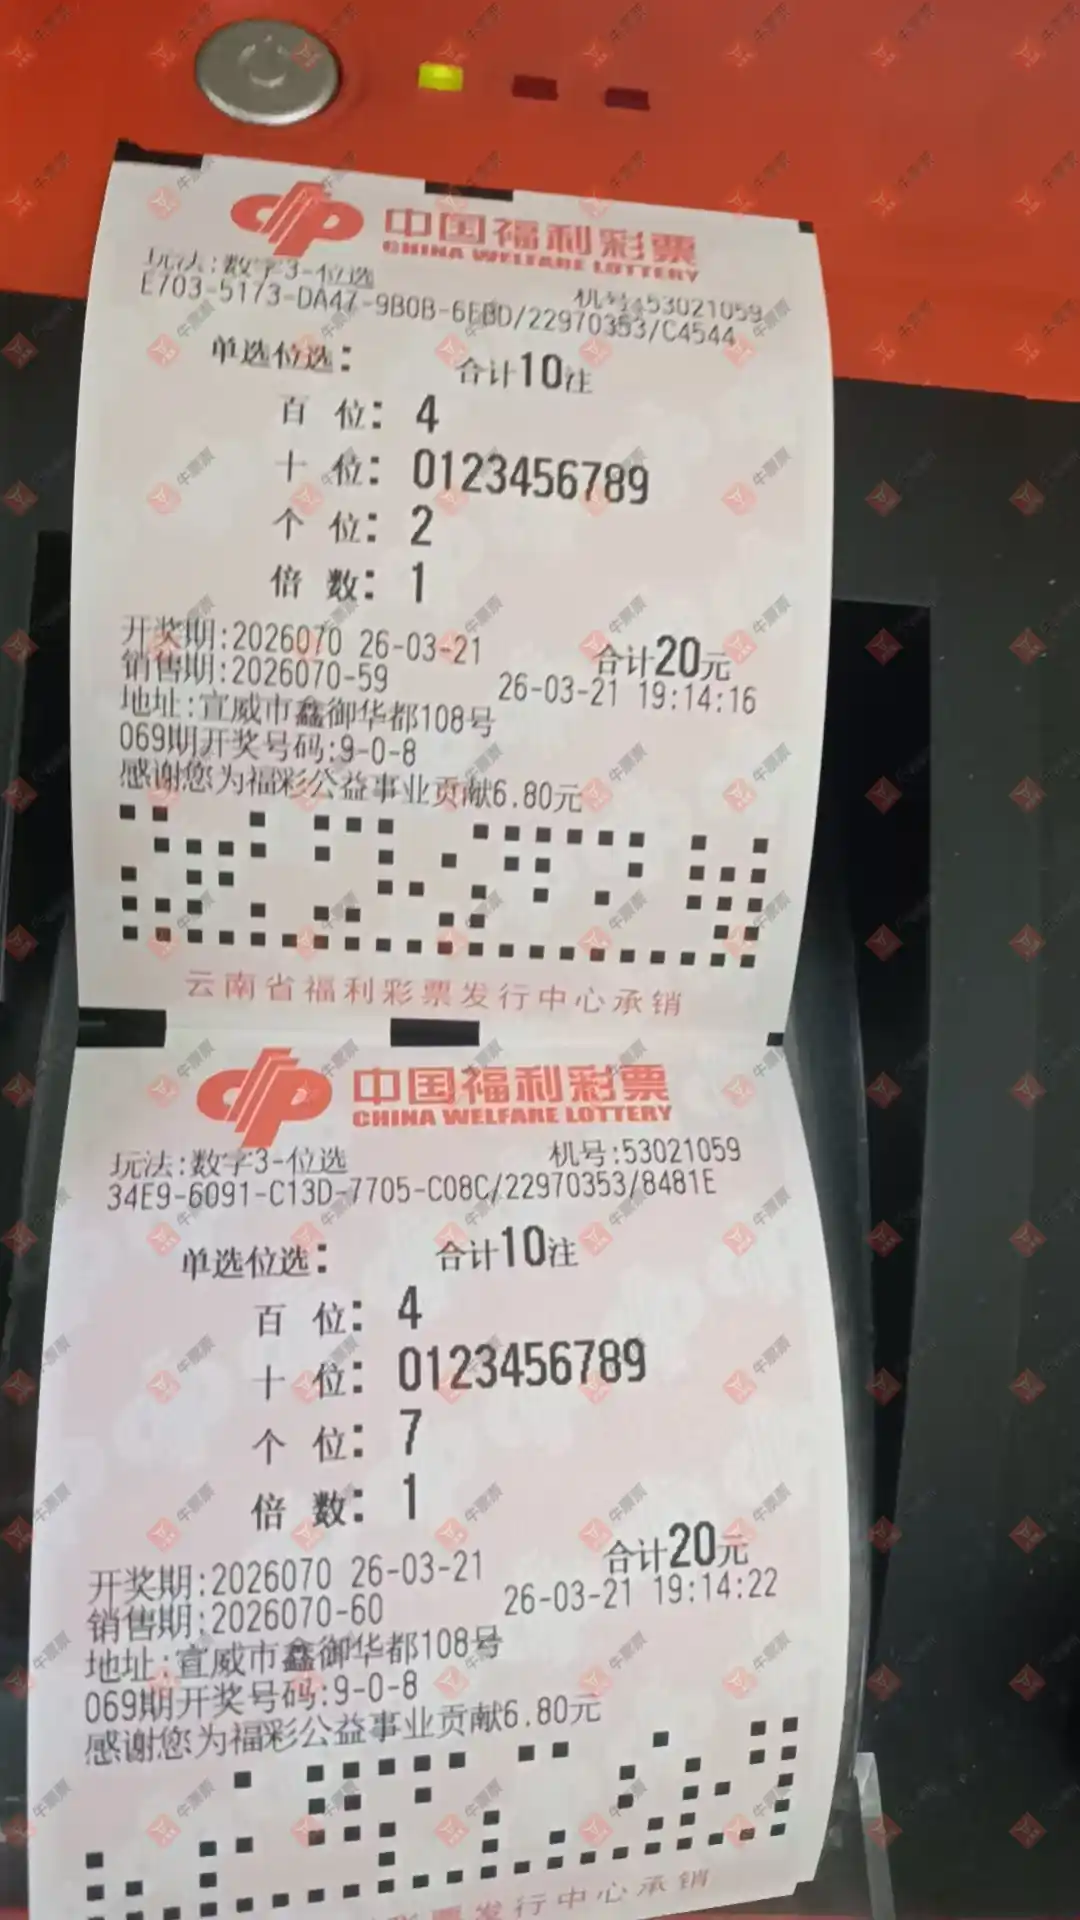 中国福利彩票
CHINA WELFARE LOTTERY
玩法:数字3-位选 机号:53021059
E703-5173-DA47-9B0B-6EBD/22970353/C4544
单选位选: 合计10注
百 位: 4
十 位: 0123456789
个 位: 2
倍 数: 1
开奖期:2026070 26-03-21 合计20元
销售期:2026070-59 26-03-21 19:14:16
地址:宣威市鑫御华都108号
069期开奖号码:9-0-8
感谢您为福彩公益事业贡献6.80元
云南省福利彩票发行中心承销
中国福利彩票
CHINA WELFARE LOTTERY
玩法:数字3-位选 机号:53021059
34E9-6091-C13D-7705-C08C/22970353/8481E
单选位选: 合计10注
百 位: 4
十 位: 0123456789
个 位: 7
倍 数: 1
开奖期:2026070 26-03-21 合计20元
销售期:2026070-60 26-03-21 19:14:22
地址:宣威市鑫御华都108号
069期开奖号码:9-0-8
感谢您为福彩公益事业贡献6.80元
彩票发行中心承销
牛票票